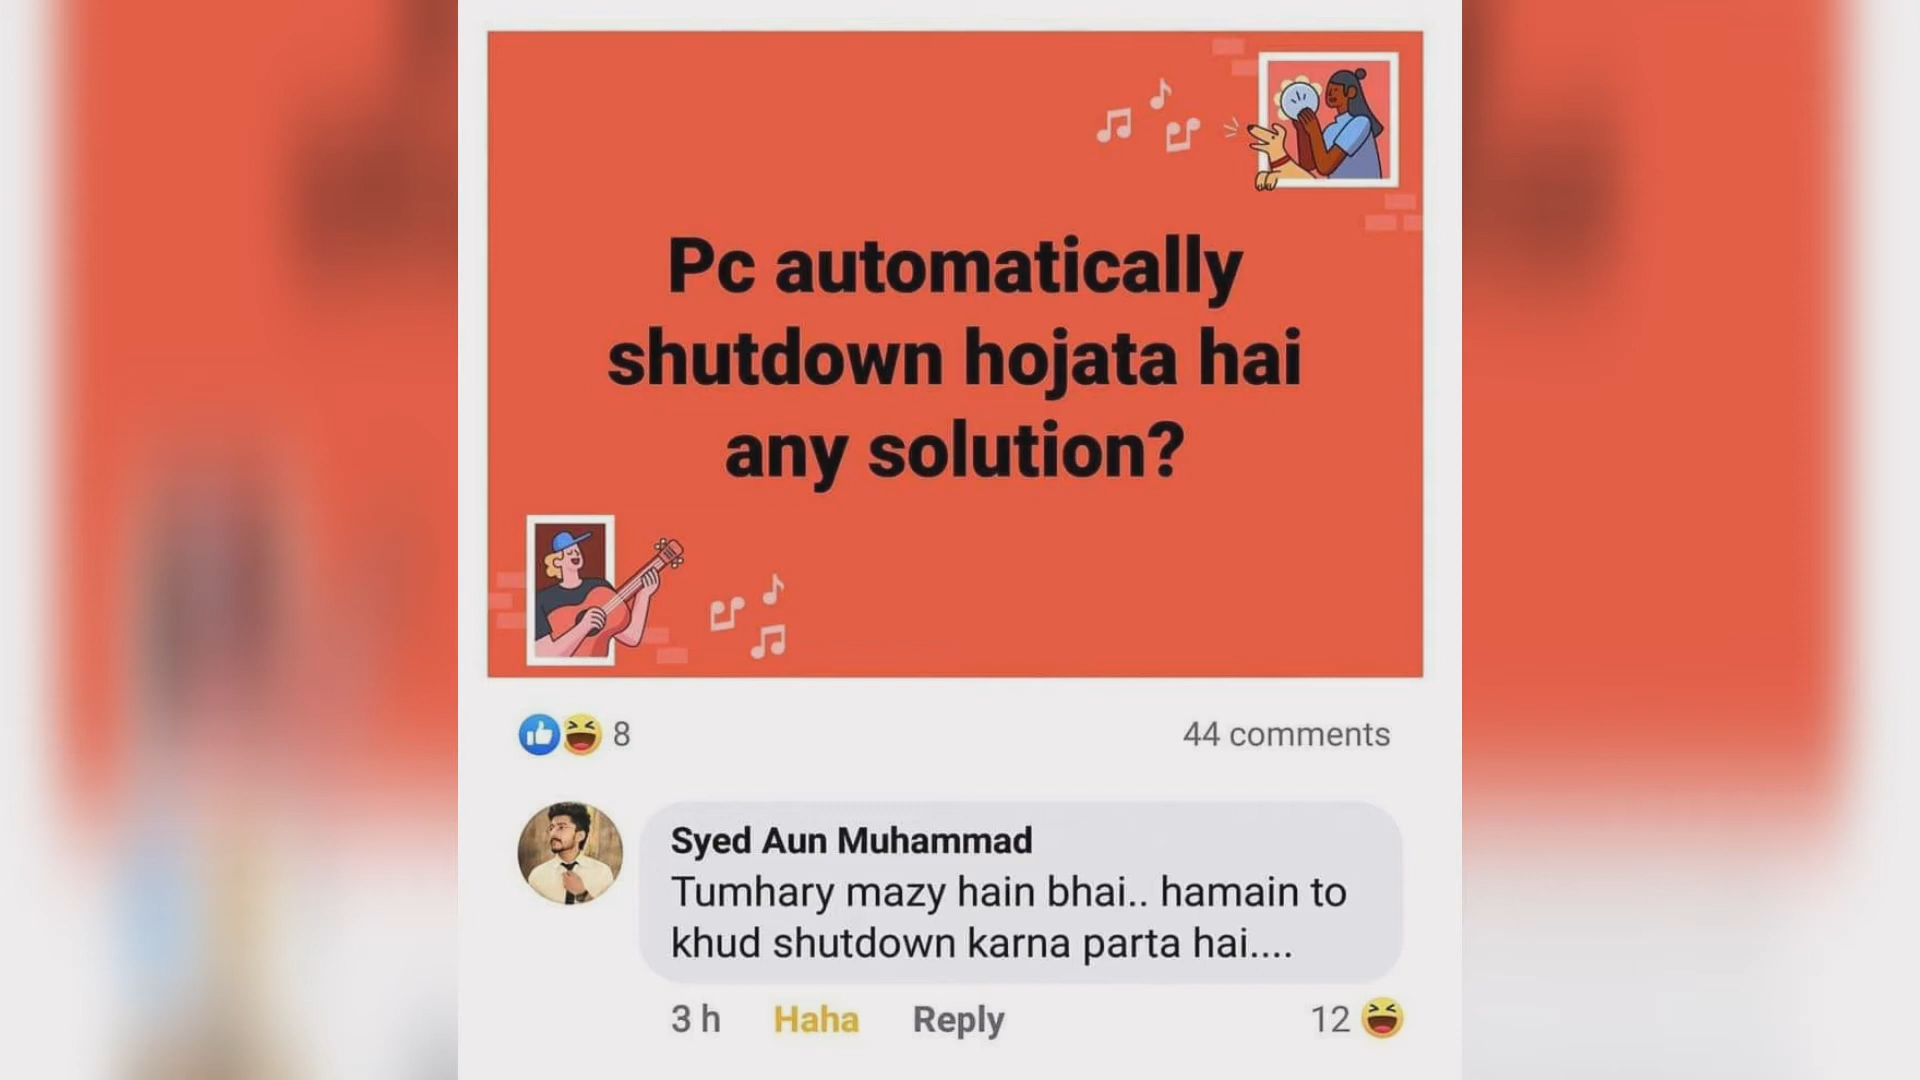 Pc automatically
shutdown hojata hai
any solution?
8
44 comments
Syed Aun Muhammad
Tumhary mazy hain bhai.. hamain to
khud shutdown karna parta hai....
3 h Haha Reply 12